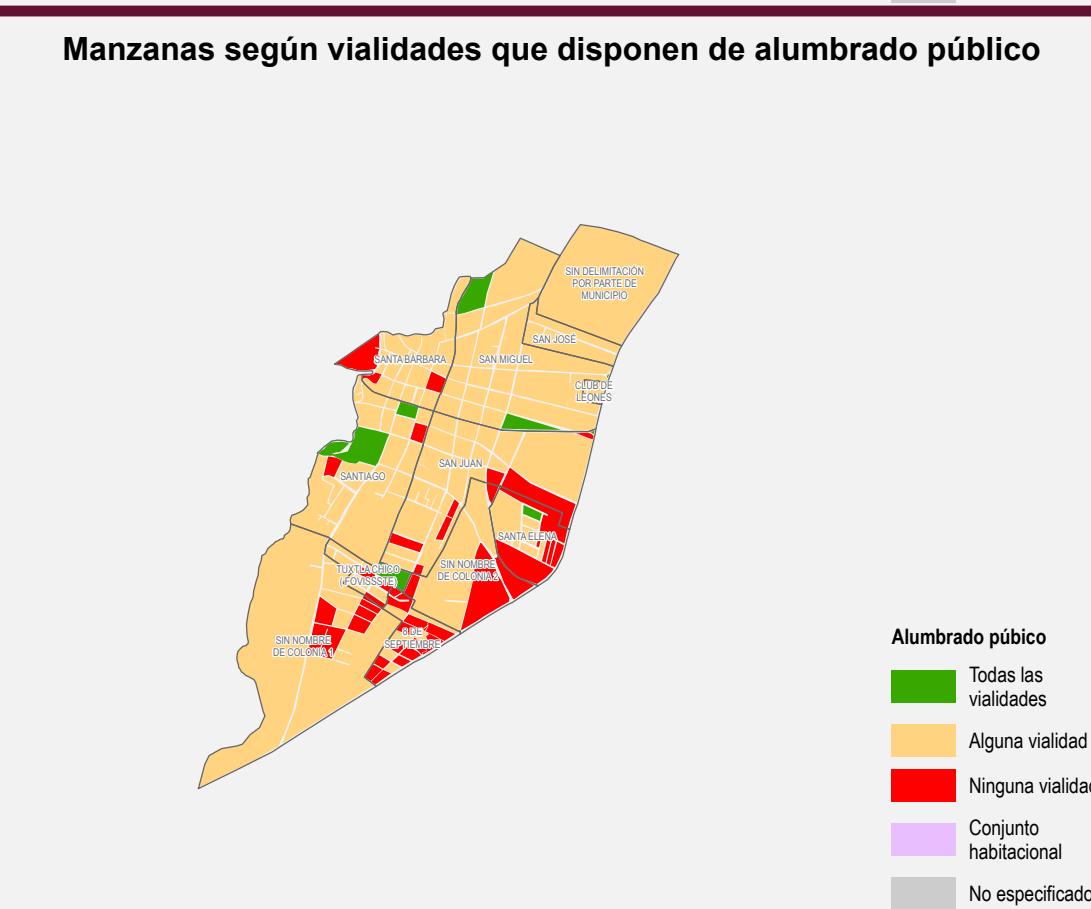 Manzanas según vialidades que disponen de alumbrado público
SIN DELIMITACIÓN
POR PARTE DE
MUNICIPIO
SAN JOSÉ
SANTA BÁRBARA
SAN MIGUEL
CLUB DE
LEONES
SAN JUAN
SANTIAGO
SANTA ELENA
TUXTLA CHICO
( FOVISSSTE)
SIN NOMBRE
DE COLONIA 2
8 DE
SEPTIEMBRE
SIN NOMBRE
DE COLONIA 1
Alumbrado púbico
Todas las
vialidades
Alguna vialidad
Ninguna vialidad
Conjunto
habitacional
No especificado